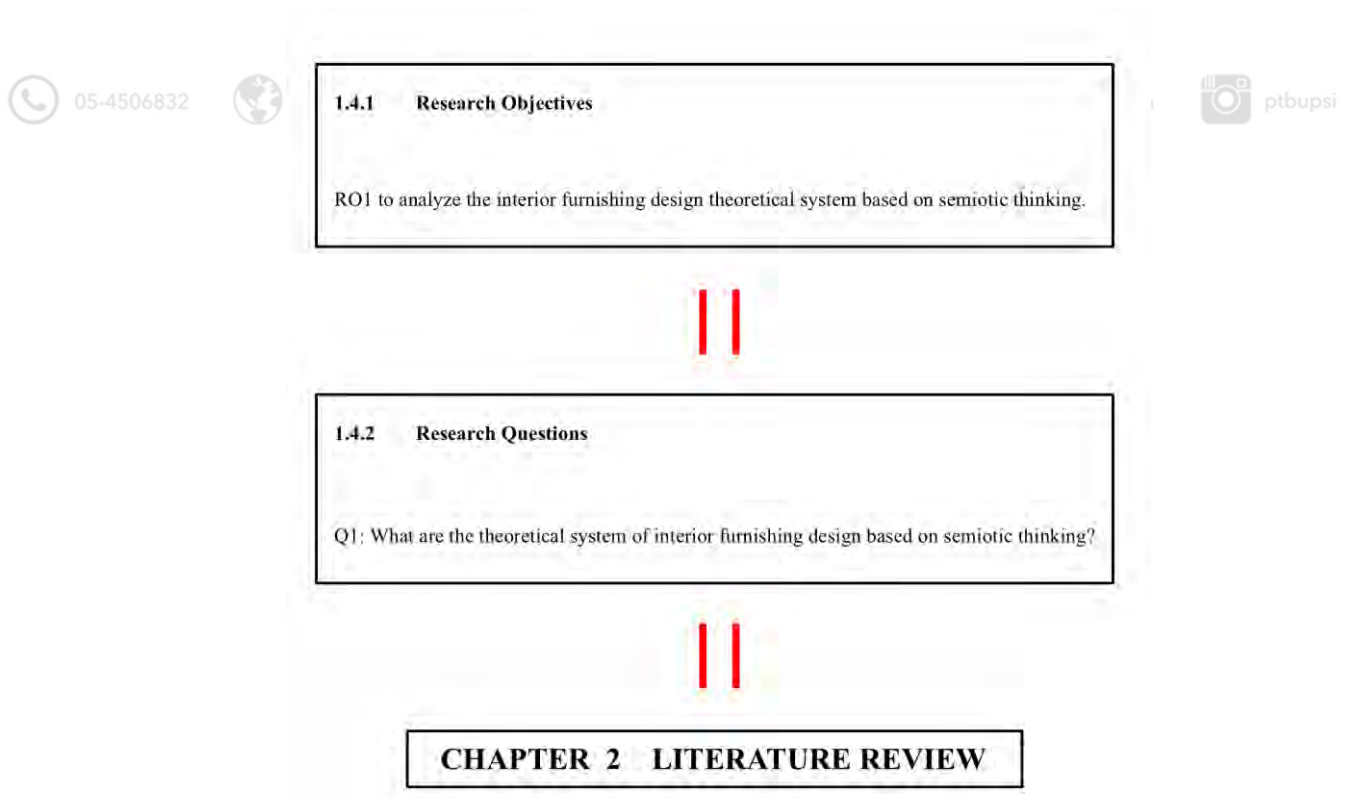 05-4506832
ptbupsi
1.4.1 Research Objectives
RO1 to analyze the interior furnishing design theoretical system based on semiotic thinking.
1.4.2 Research Questions
Q1: What are the theoretical system of interior furnishing design based on semiotic thinking?
CHAPTER 2 LITERATURE REVIEW